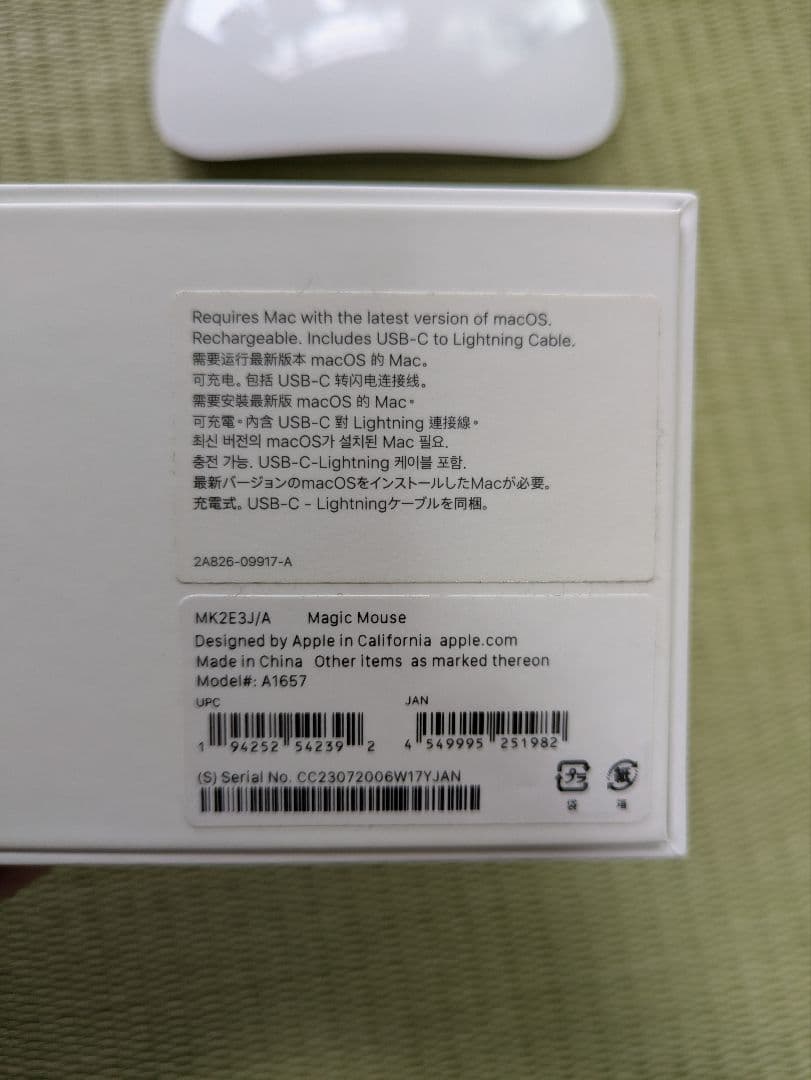 Requires Mac with the latest version of macOS.
Rechargeable. Includes USB-C to Lightning Cable.
需要运行最新版本 macOS 的 Mac。
可充电。包括 USB-C 转闪电连接线。
需要安裝最新版 macOS 的 Mac。
可充電。內含 USB-C 對 Lightning 連接線。
최신 버전의 macOS가 설치된 Mac 필요.
충전 가능. USB-C-Lightning 케이블 포함.
最新バージョンのmacOSをインストールしたMacが必要。
充電式。USB-C – Lightningケーブルを同梱。
2A826-09917-A
MK2E3J/A Magic Mouse
Designed by Apple in California apple.com
Made in China Other items as marked thereon
Model#: A1657
UPC JAN
1 94252 54239 2 4 549995 251982
(S) Serial No. CC23072006W17YJAN
プラ 紙
袋 箱